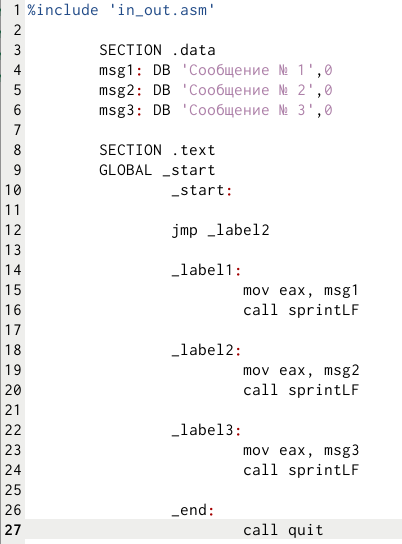 1 %include 'in_out.asm'
2
3 SECTION .data
4 msg1: DB 'Сообщение № 1',0
5 msg2: DB 'Сообщение № 2',0
6 msg3: DB 'Сообщение № 3',0
7
8 SECTION .text
9 GLOBAL _start
10 _start:
11
12 jmp _label2
13
14 _label1:
15 mov eax, msg1
16 call sprintLF
17
18 _label2:
19 mov eax, msg2
20 call sprintLF
21
22 _label3:
23 mov eax, msg3
24 call sprintLF
25
26 _end:
27 call quit